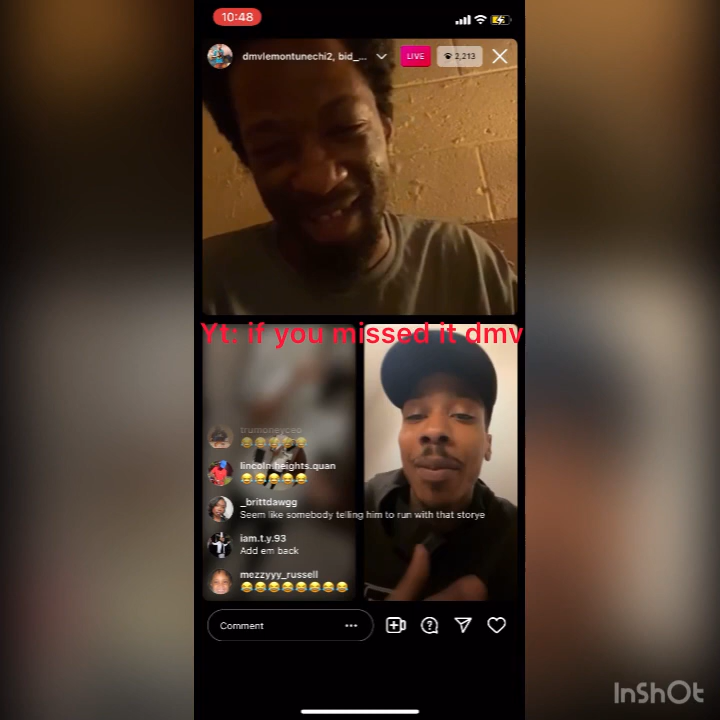 10:48
dmvlemontunechi2, bid_...
LIVE
2,213
Yt: if you missed it dmv
trumoneyceo
lincoln.heights.quan
_brittdawgg
Seem like somebody telling him to run with that storye
iam.t.y.93
Add em back
mezzyyy_russell
Comment
InShOt